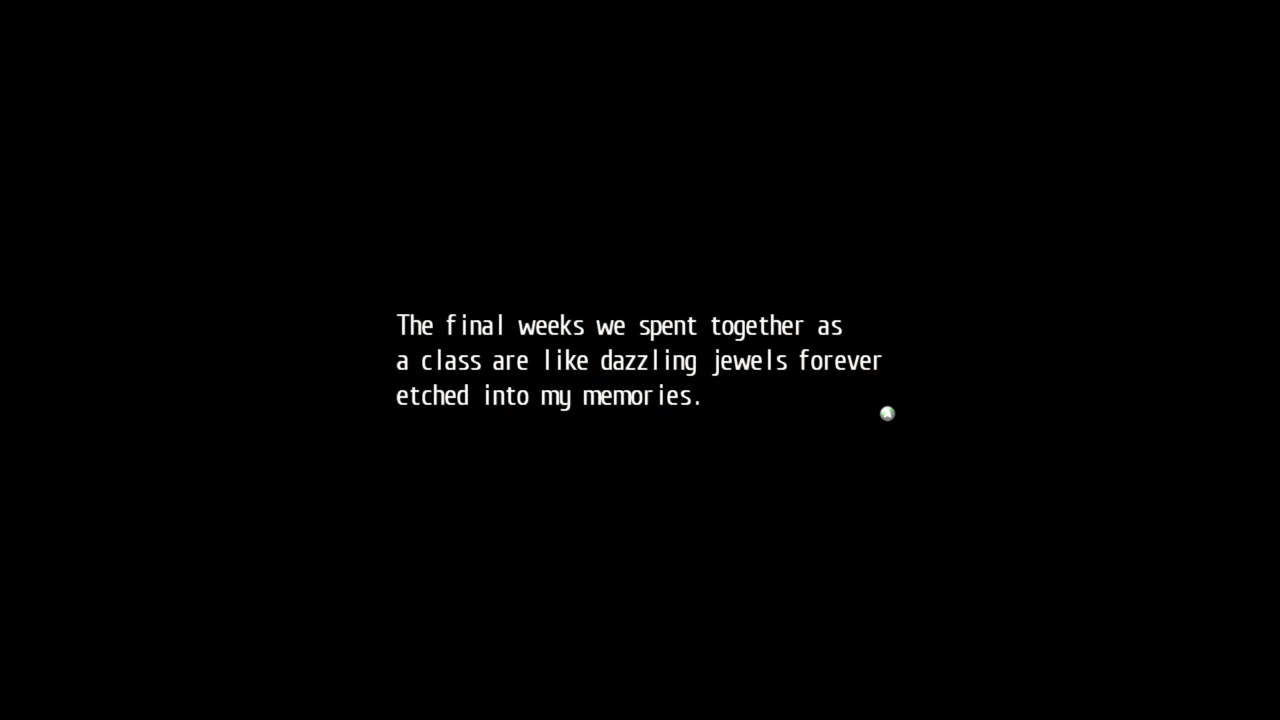 The final weeks we spent together as
a class are like dazzling jewels forever
etched into my memories.